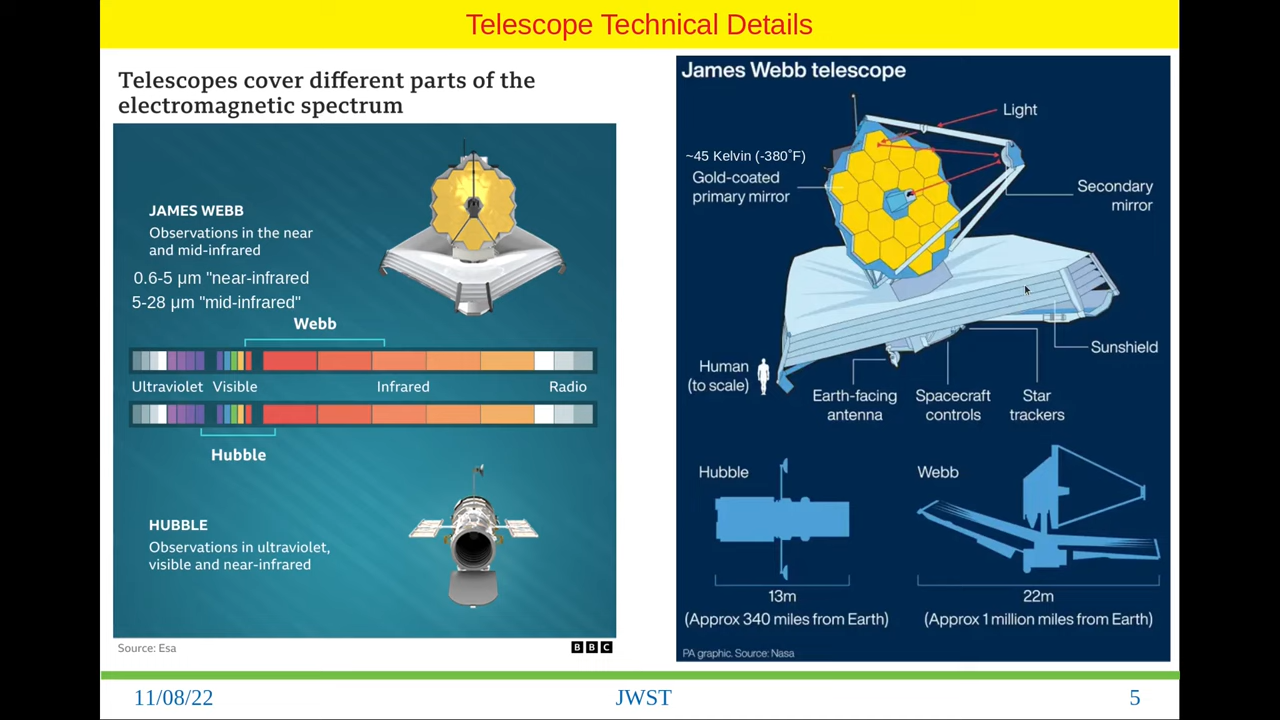 Telescope Technical Details
Telescopes cover different parts of the
electromagnetic spectrum
JAMES WEBB
Observations in the near
and mid-infrared
0.6-5 μm "near-infrared
5-28 μm "mid-infrared"
Webb
Ultraviolet Visible Infrared Radio
Hubble
HUBBLE
Observations in ultraviolet,
visible and near-infrared
Source: Esa
BBC
James Webb telescope
Light
~45 Kelvin (-380˚F)
Gold-coated
primary mirror
Secondary
mirror
Sunshield
Human
(to scale)
Earth-facing
antenna
Spacecraft
controls
Star
trackers
Hubble
13m
(Approx 340 miles from Earth)
Webb
22m
(Approx 1 million miles from Earth)
PA graphic. Source: Nasa
11/08/22 JWST 5